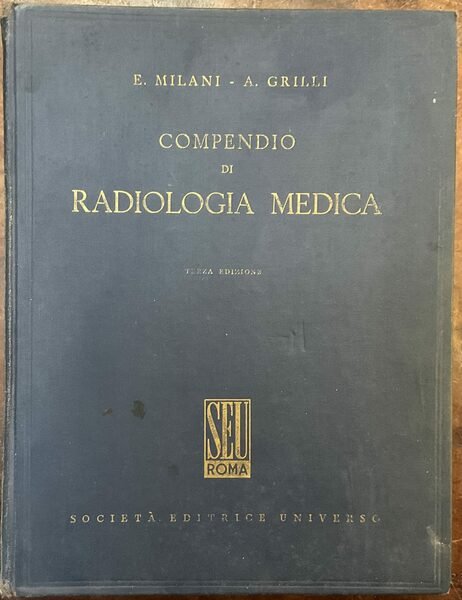 E. MILANI - A. GRILLI
COMPENDIO
DI
RADIOLOGIA MEDICA
TERZA EDIZIONE
SEU
ROMA
SOCIETÀ EDITRICE UNIVERSO